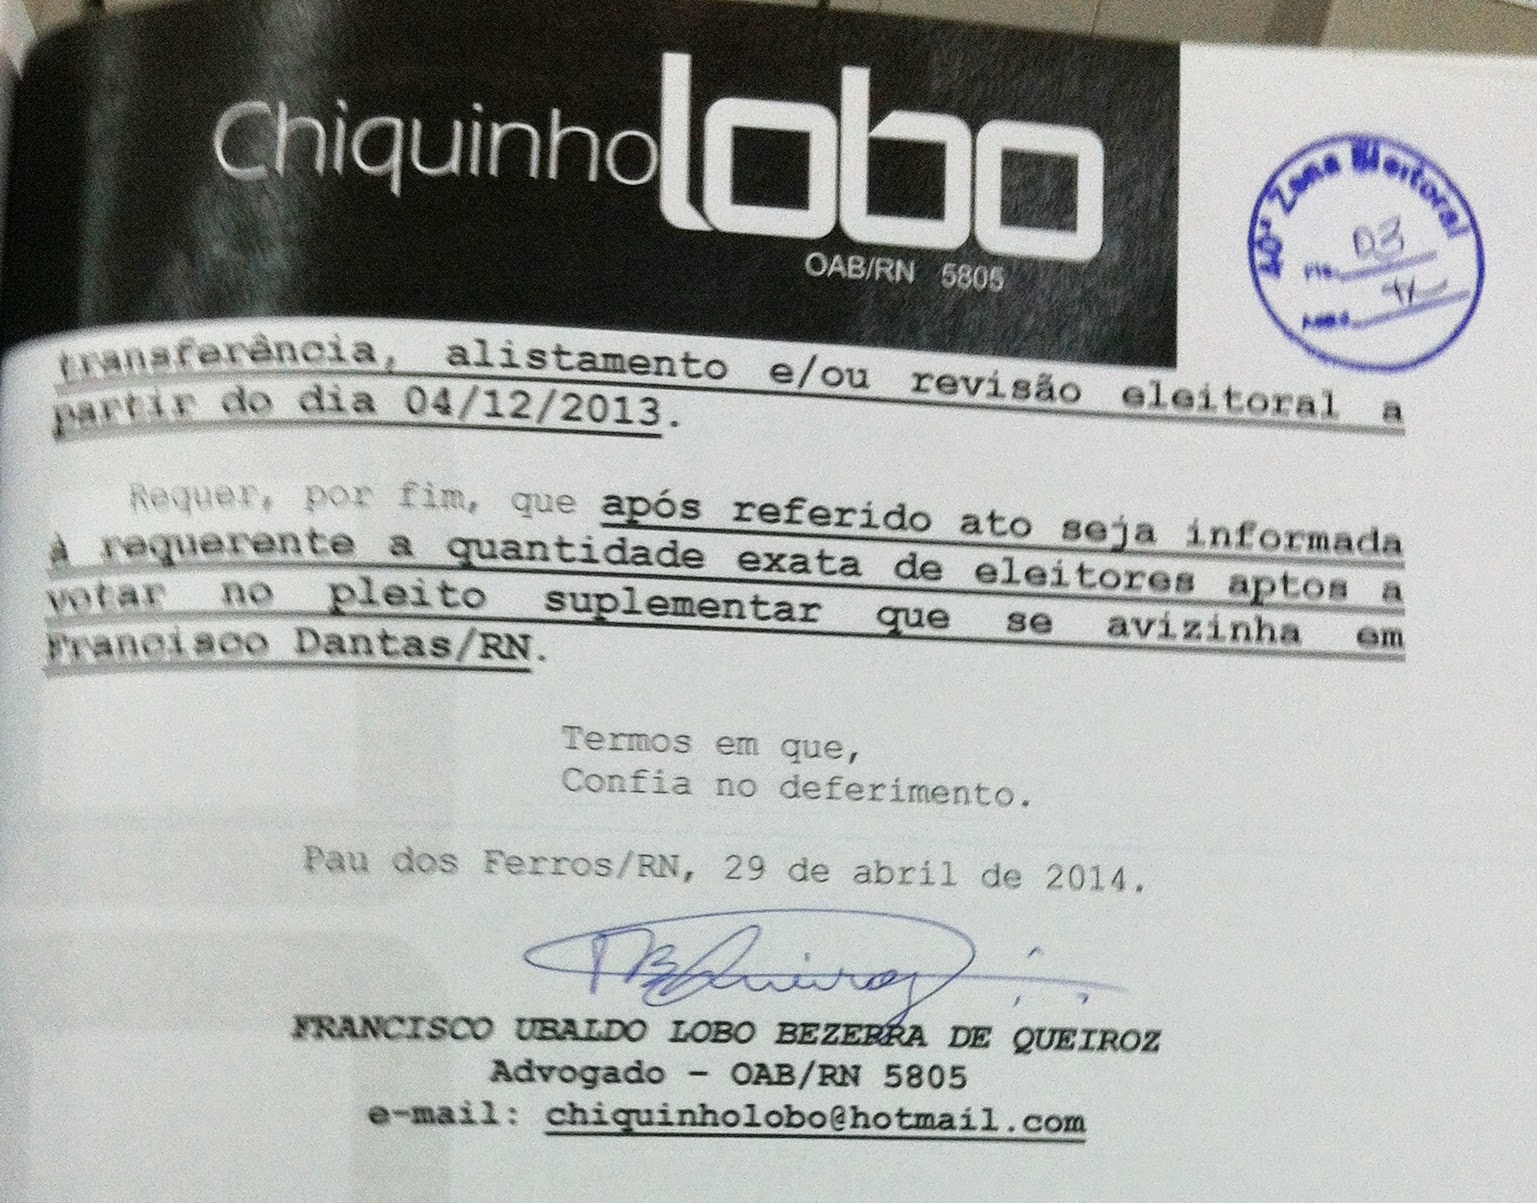 Chiquinho lobo
OAB/RN 5805
40ª Zona Eleitoral
03
transferência, alistamento e/ou revisão eleitoral a
partir do dia 04/12/2013.
Requer, por fim, que após referido ato seja informada
à requerente a quantidade exata de eleitores aptos a
votar no pleito suplementar que se avizinha em
Francisco Dantas/RN.
Termos em que,
Confia no deferimento.
Pau dos Ferros/RN, 29 de abril de 2014.
FRANCISCO UBALDO LOBO BEZERRA DE QUEIROZ
Advogado - OAB/RN 5805
e-mail: chiquinholobo@hotmail.com